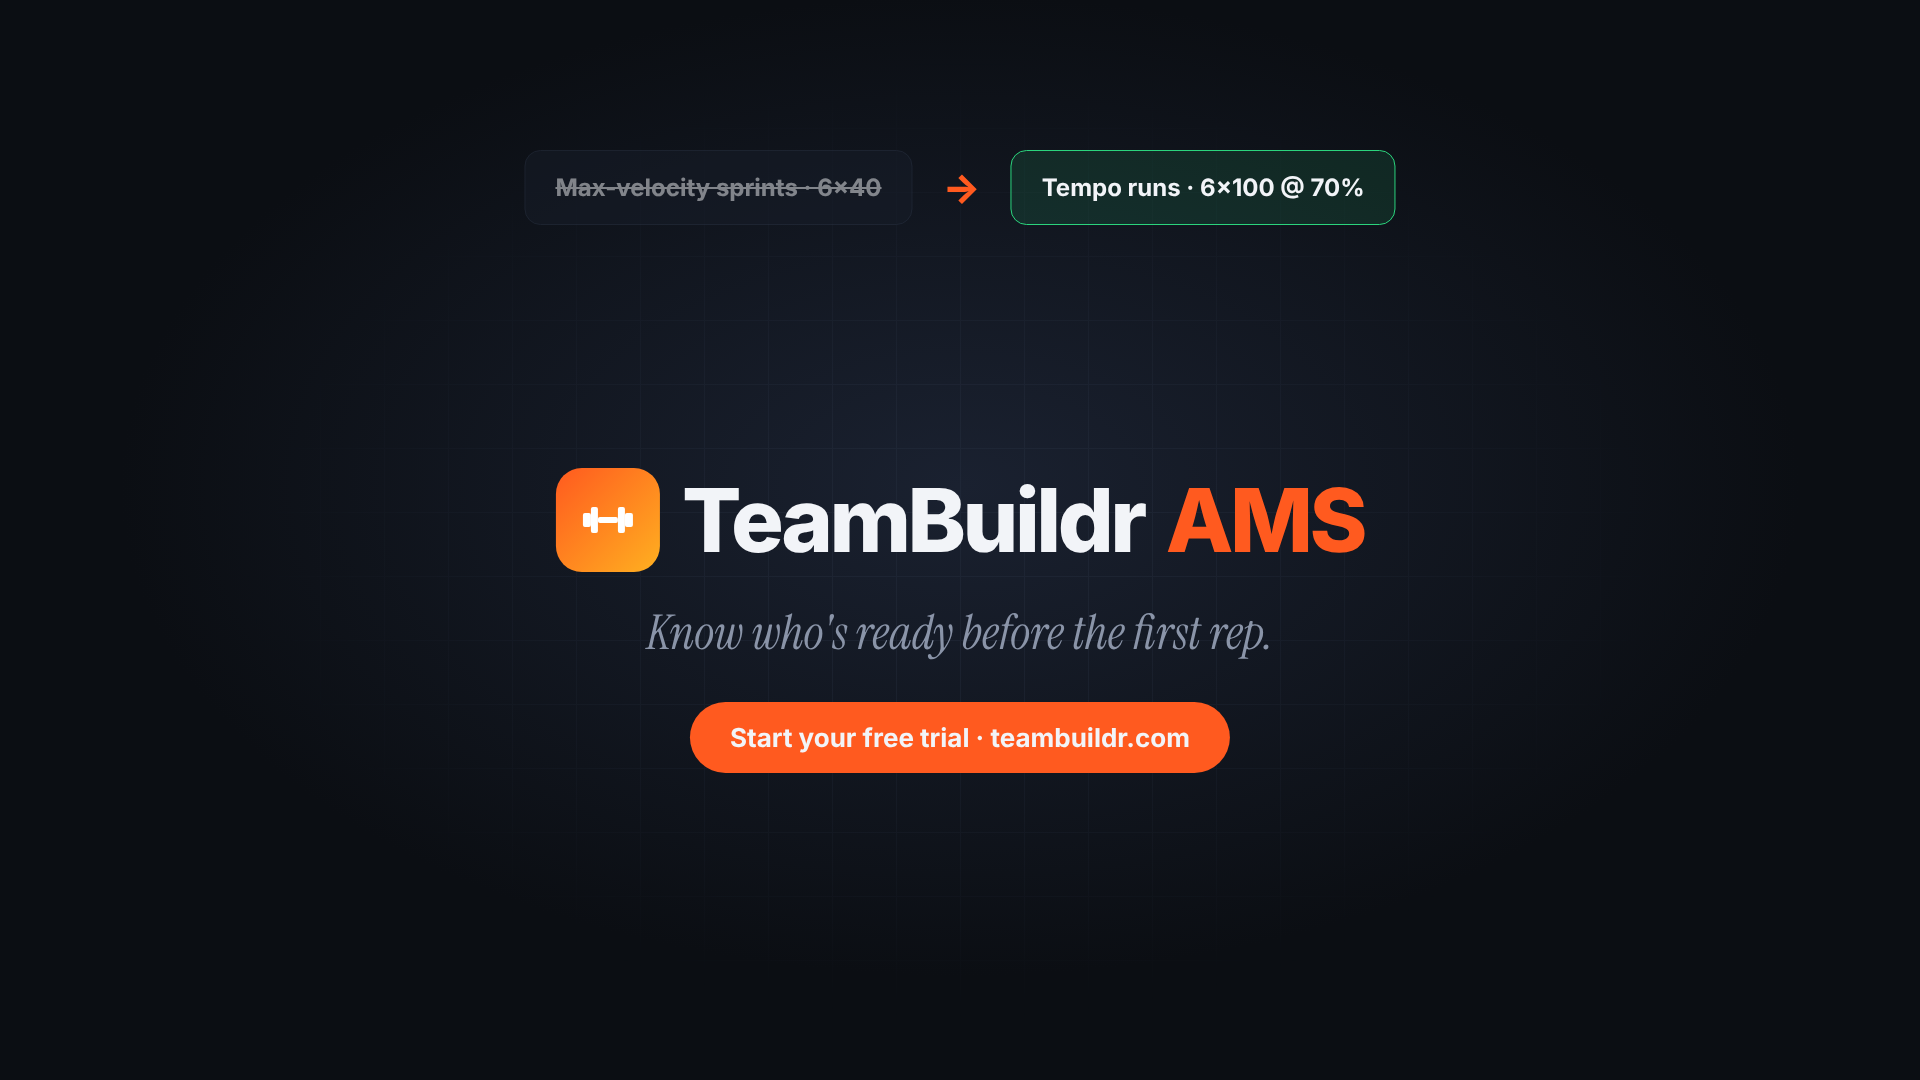 Max-velocity sprints · 6×40 → Tempo runs · 6×100 @ 70%
TeamBuildr AMS
Know who's ready before the first rep.
Start your free trial · teambuildr.com